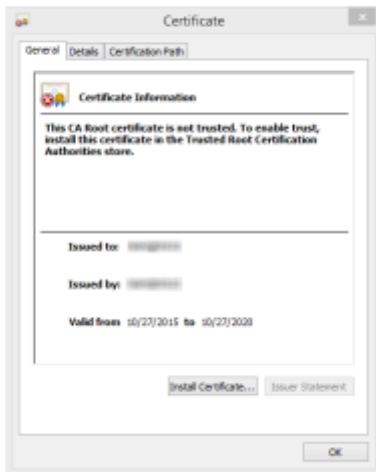 Certificate
General Details Certification Path
Certificate Information
This CA Root certificate is not trusted. To enable trust,
install this certificate in the Trusted Root Certification
Authorities store.
Issued to:
Issued by:
Valid from 10/27/2015 to 10/27/2020
Install Certificate... Issuer Statement
OK